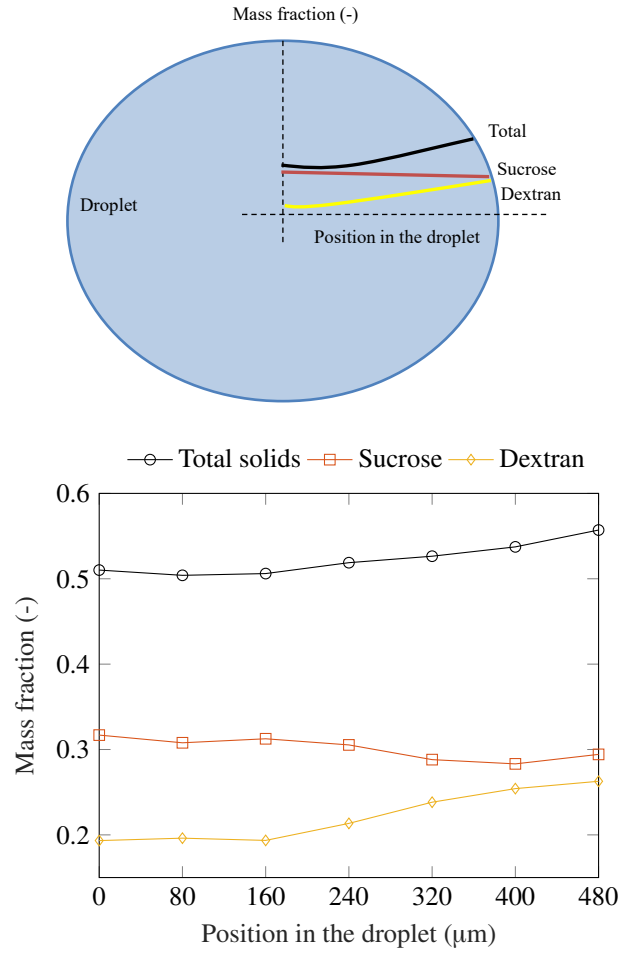 Mass fraction (-)
Total
Sucrose
Dextran
Droplet
Position in the droplet
Total solids Sucrose Dextran
0.6
0.5
0.4
0.3
0.2
Mass fraction (-)
0 80 160 240 320 400 480
Position in the droplet (μm)